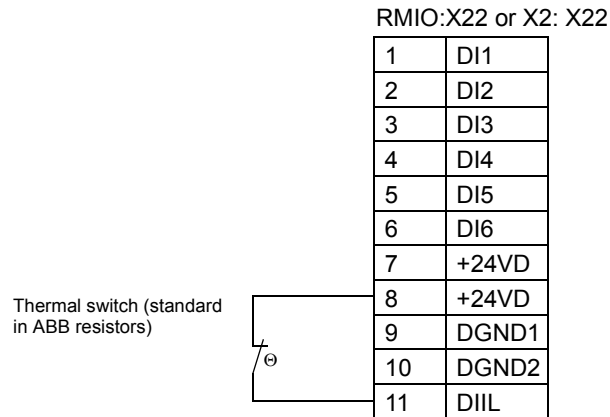 RMIO:X22 or X2: X22
1 DI1
2 DI2
3 DI3
4 DI4
5 DI5
6 DI6
7 +24VD
8 +24VD
9 DGND1
10 DGND2
11 DIIL
Thermal switch (standard
in ABB resistors)
Θ